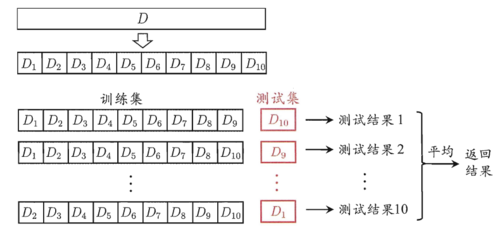 D
D₁ D₂ D₃ D₄ D₅ D₆ D₇ D₈ D₉ D₁₀
训练集 测试集
D₁ D₂ D₃ D₄ D₅ D₆ D₇ D₈ D₉ D₁₀ 测试结果 1
D₁ D₂ D₃ D₄ D₅ D₆ D₇ D₈ D₁₀ D₉ 测试结果 2
平均 返回
结果
⋮ ⋮ ⋮
D₂ D₃ D₄ D₅ D₆ D₇ D₈ D₉ D₁₀ D₁ 测试结果10